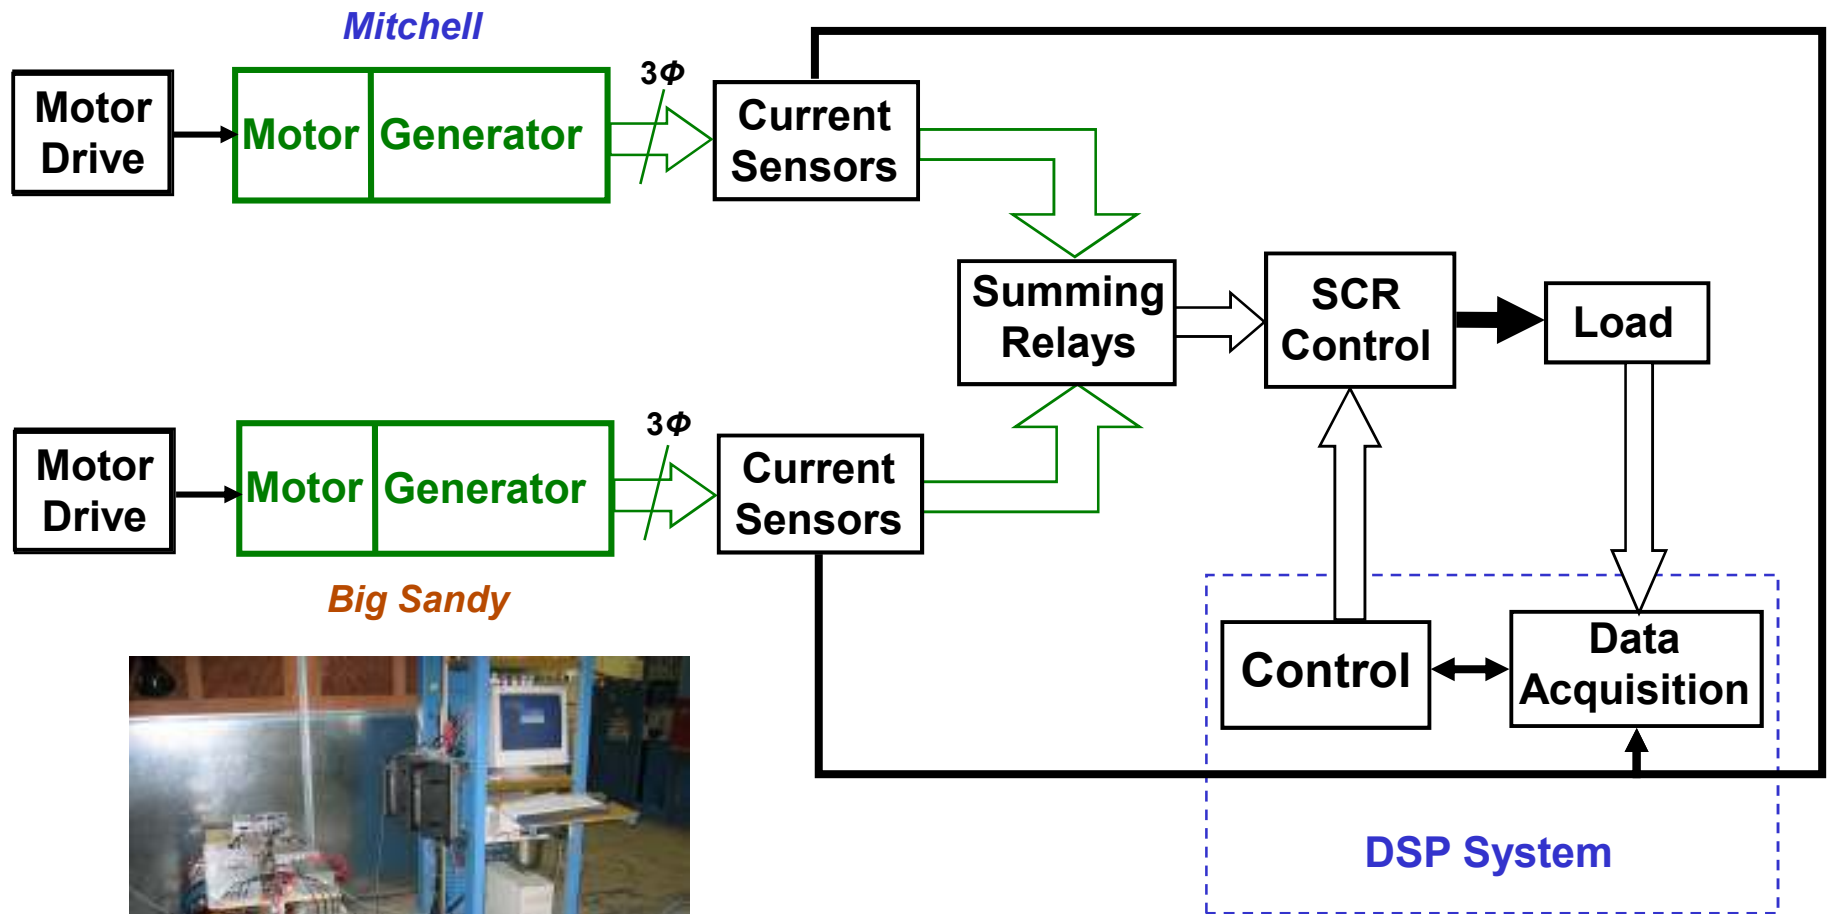 Mitchell
Motor
Drive
Motor
Generator
3Φ
Current
Sensors
Summing
Relays
SCR
Control
Load
Motor
Drive
Motor
Generator
3Φ
Current
Sensors
Big Sandy
Control
Data
Acquisition
DSP System